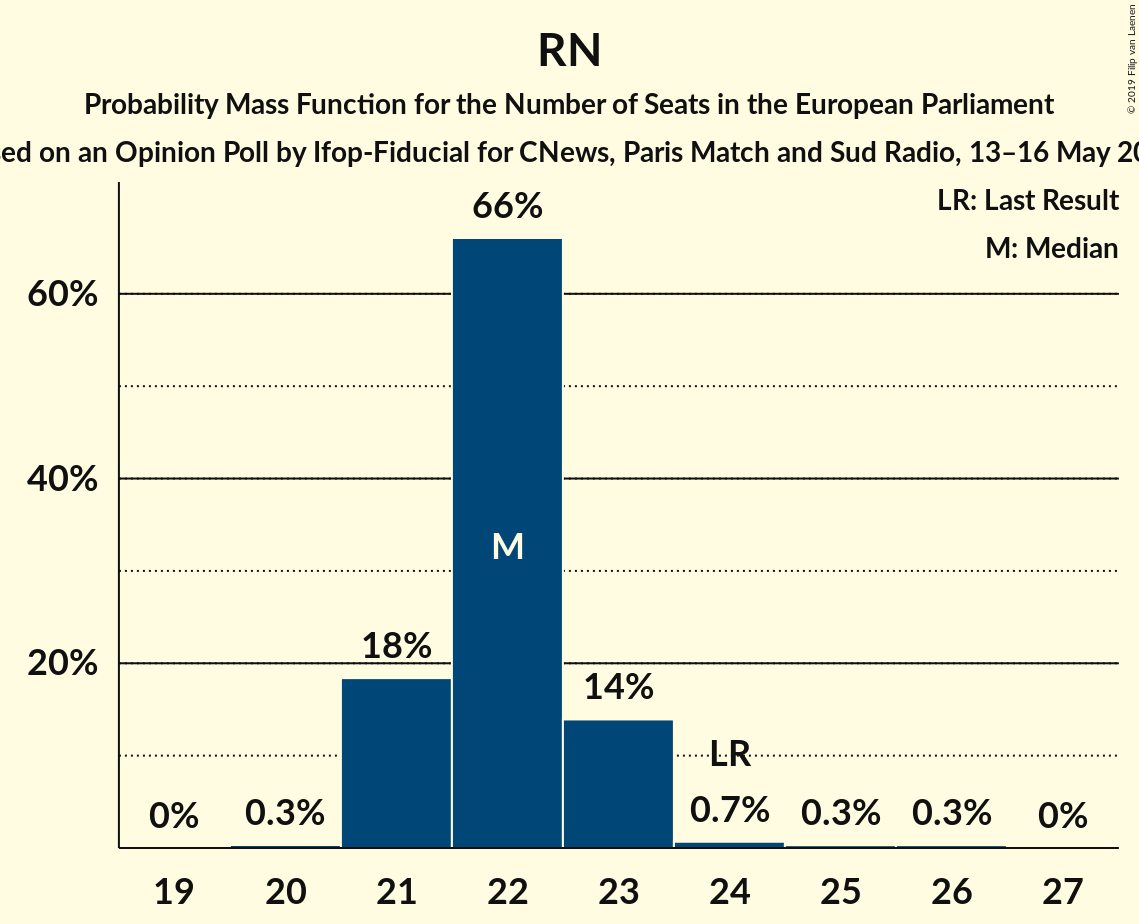 RN
Probability Mass Function for the Number of Seats in the European Parliament
on an Opinion Poll by Ifop-Fiducial for CNews, Paris Match and Sud Radio, 13–16 May
© 2019 Filip van Laenen
LR: Last Result
M: Median
66%
60%
40%
M
18%
20%
14%
LR
0%
0.3%
0.7%
0.3%
0.3%
0%
19
20
21
22
23
24
25
26
27